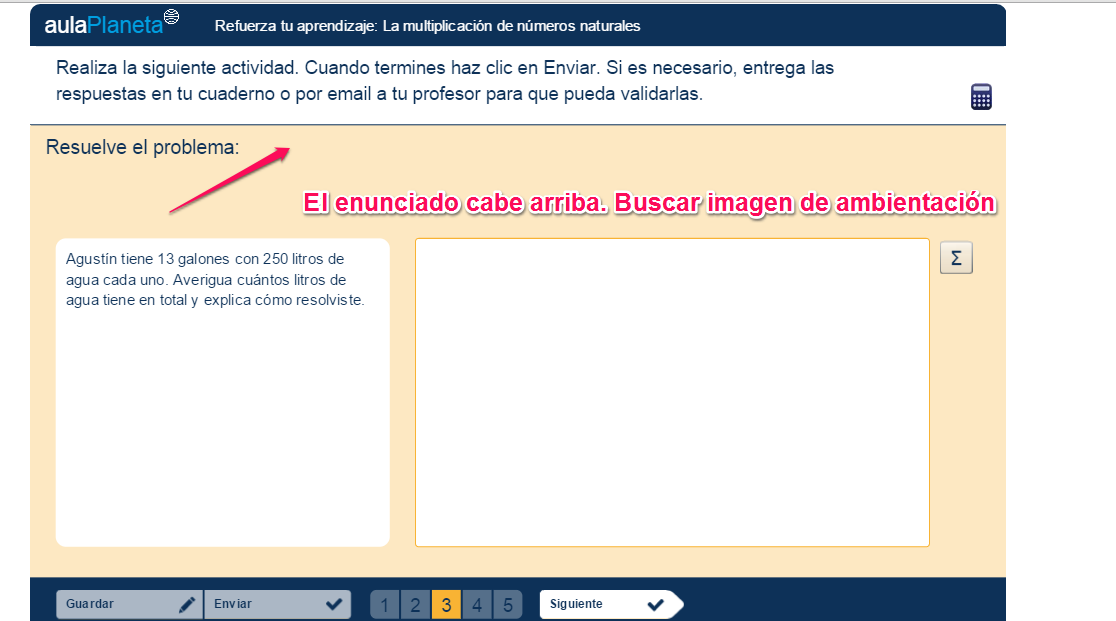 aulaPlaneta
Refuerza tu aprendizaje: La multiplicación de números naturales
Realiza la siguiente actividad. Cuando termines haz clic en Enviar. Si es necesario, entrega las
respuestas en tu cuaderno o por email a tu profesor para que pueda validarlas.
Resuelve el problema:
El enunciado cabe arriba. Buscar imagen de ambientación
Agustín tiene 13 galones con 250 litros de
agua cada uno. Averigua cuántos litros de
agua tiene en total y explica cómo resolviste.
Σ
Guardar
Enviar
1 2 3 4 5
Siguiente